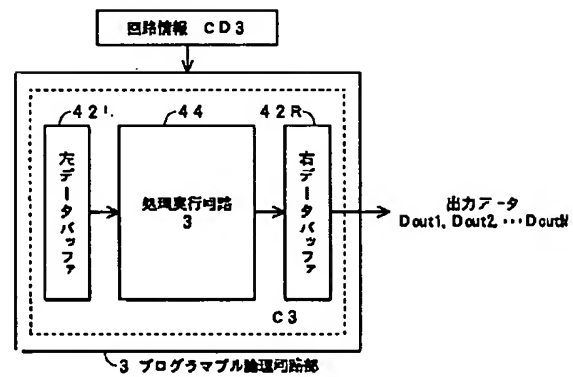 回路情報 CD3
42L
44
42R
左データバッファ
処理実行回路
3
右データバッファ
出力データ
Dout1, Dout2, …DoutN
C3
3 プログラマブル論理回路部